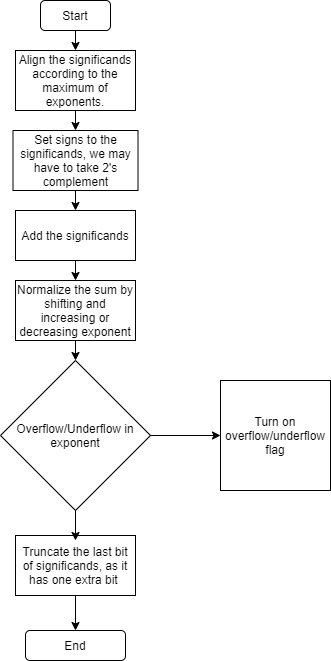 Start
Align the significands
according to the
maximum of
exponents.
Set signs to the
significands, we may
have to take 2's
complement
Add the significands
Normalize the sum by
shifting and
increasing or
decreasing exponent
Overflow/Underflow in
exponent
Turn on
overflow/underflow
flag
Truncate the last bit
of significands, as it
has one extra bit
End